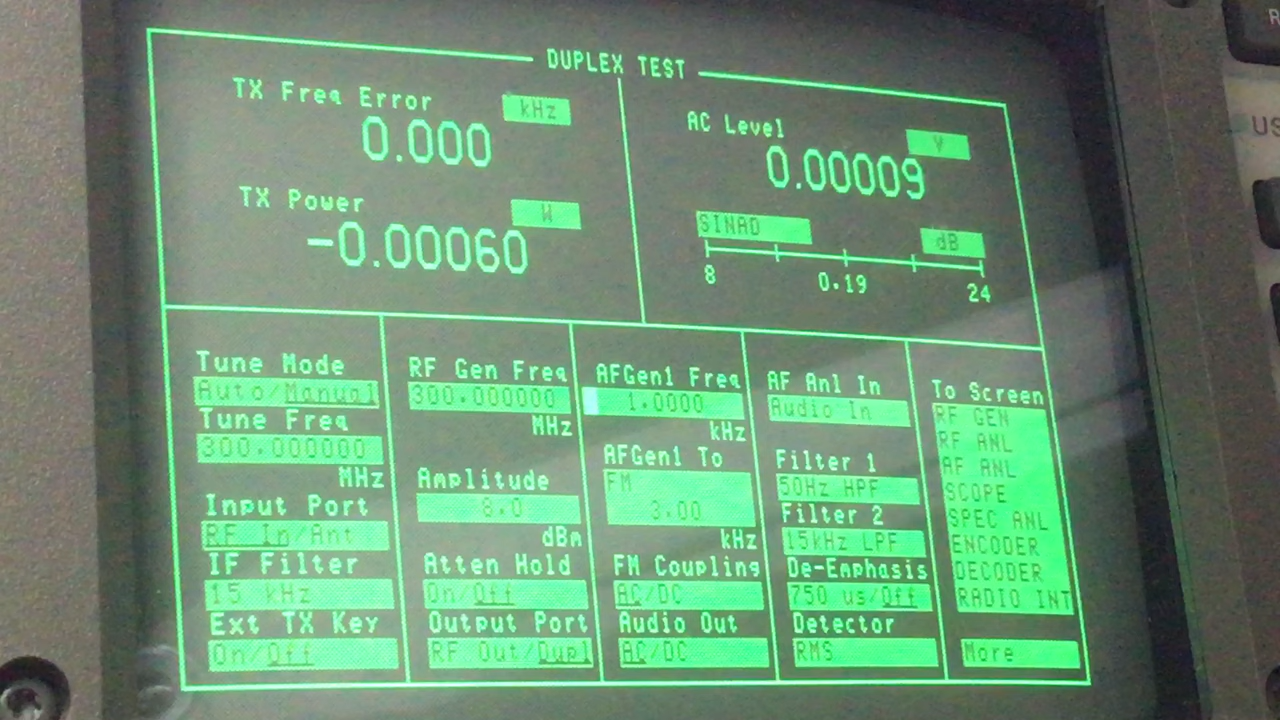 DUPLEX TEST
TX Freq Error kHz
0.000
TX Power W
-0.00060
AC Level V
0.00009
SINAD dB
8 0.19 24
Tune Mode
Auto/Manual
Tune Freq
300.000000
MHz
Input Port
RF In/Ant
IF Filter
15 kHz
Ext TX Key
On/Off
RF Gen Freq
300.000000
MHz
Amplitude
8.0
dBm
Atten Hold
On/Off
Output Port
RF Out/Dupl
AFGen1 Freq
1.0000
kHz
AFGen1 To
FM
3.00
kHz
FM Coupling
AC/DC
Audio Out
AC/DC
AF Anl In
Audio In
Filter 1
50Hz HPF
Filter 2
15kHz LPF
De-Emphasis
750 us/Off
Detector
RMS
To Screen
RF GEN
RF ANL
AF ANL
SCOPE
SPEC ANL
ENCODER
DECODER
RADIO INT
More